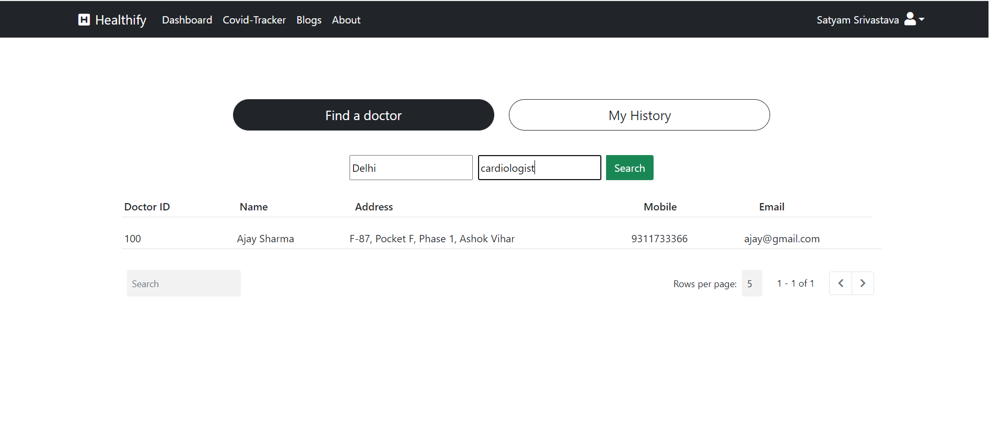 H Healthify Dashboard Covid-Tracker Blogs About Satyam Srivastava
Find a doctor My History
Delhi cardiologist Search
Doctor ID Name Address Mobile Email
100 Ajay Sharma F-87, Pocket F, Phase 1, Ashok Vihar 9311733366 ajay@gmail.com
Search Rows per page: 5 1 - 1 of 1